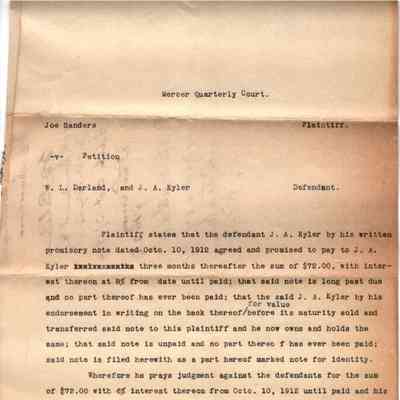 Mercer Quarterly Court.
Joe Sanders Plaintiff.
-v- Petition
W. L. Dorland, and J. A. Kyler Defendant.
Plaintiff states that the defendant J. A. Kyler by his written
promissory note dated Octo. 10, 1912 agreed and promised to pay to J. A.
Kyler three months thereafter the sum of $72.00, with inter-
est thereon at 8% from date until paid; that said note is long past due
and no part thereof has ever been paid; that the said J. A. Kyler by his
for value
endorsement in writing on the back thereof/before its maturity sold and
transferred said note to this plaintiff and he now owns and holds the
same; that said note is unpaid and no part there f has ever been paid;
said note is filed herewith as a part hereof marked note for identity.
Wherefore he prays judgment against the defendants for the sum
of $72.00 with 6% interest thereon from Octo. 10, 1912 until paid and his